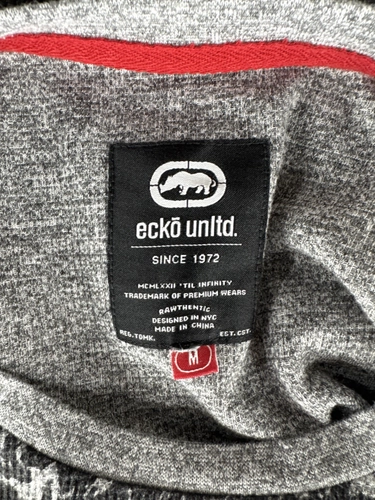 eckō unltd.
SINCE 1972
MCMLXXII 'TIL INFINITY
TRADEMARK OF PREMIUM WEARS
RAWTHENTIC
DESIGNED IN NYC
MADE IN CHINA
REG.TDMK. EST. CST.
M